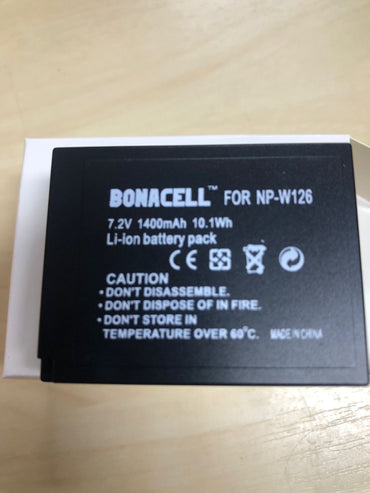 BONACELL™ FOR NP-W126
7.2V 1400mAh 10.1Wh
Li-ion battery pack
CE
CAUTION
• DON'T DISASSEMBLE.
• DON'T DISPOSE OF IN FIRE.
• DON'T STORE IN
TEMPERATURE OVER 60°C. MADE IN CHINA